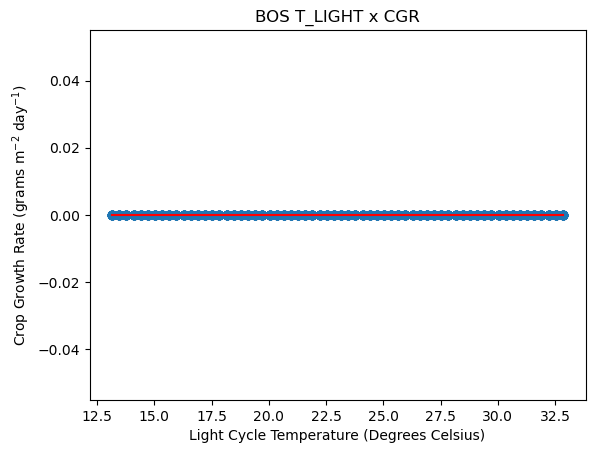 BOS T_LIGHT x CGR
Crop Growth Rate (grams m⁻² day⁻¹)
0.04
0.02
0.00
−0.02
−0.04
12.5 15.0 17.5 20.0 22.5 25.0 27.5 30.0 32.5
Light Cycle Temperature (Degrees Celsius)